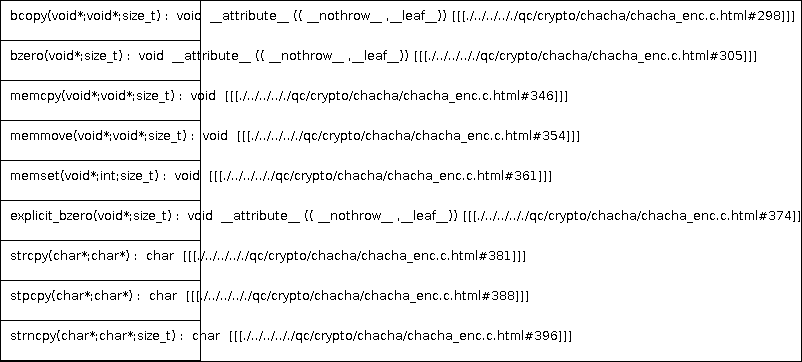 bcopy(void*;void*;size_t) : void __attribute__ (( __nothrow__ ,__leaf__)) [[[./../../../qc/crypto/chacha/chacha_enc.c.html#298]]]
bzero(void*;size_t) : void __attribute__ (( __nothrow__ ,__leaf__)) [[[./../../../qc/crypto/chacha/chacha_enc.c.html#305]]]
memcpy(void*;void*;size_t) : void [[[./../../../qc/crypto/chacha/chacha_enc.c.html#346]]]
memmove(void*;void*;size_t) : void [[[./../../../qc/crypto/chacha/chacha_enc.c.html#354]]]
memset(void*;int;size_t) : void [[[./../../../qc/crypto/chacha/chacha_enc.c.html#361]]]
explicit_bzero(void*;size_t) : void __attribute__ (( __nothrow__ ,__leaf__)) [[[./../../../qc/crypto/chacha/chacha_enc.c.html#374]]
strcpy(char*;char*) : char [[[./../../../qc/crypto/chacha/chacha_enc.c.html#381]]]
stpcpy(char*;char*) : char [[[./../../../qc/crypto/chacha/chacha_enc.c.html#388]]]
strncpy(char*;char*;size_t) : char [[[./../../../qc/crypto/chacha/chacha_enc.c.html#396]]]